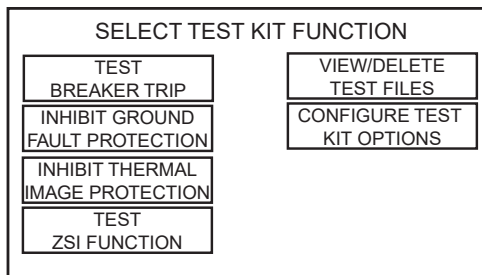 SELECT TEST KIT FUNCTION
TEST
BREAKER TRIP
INHIBIT GROUND
FAULT PROTECTION
INHIBIT THERMAL
IMAGE PROTECTION
TEST
ZSI FUNCTION
VIEW/DELETE
TEST FILES
CONFIGURE TEST
KIT OPTIONS